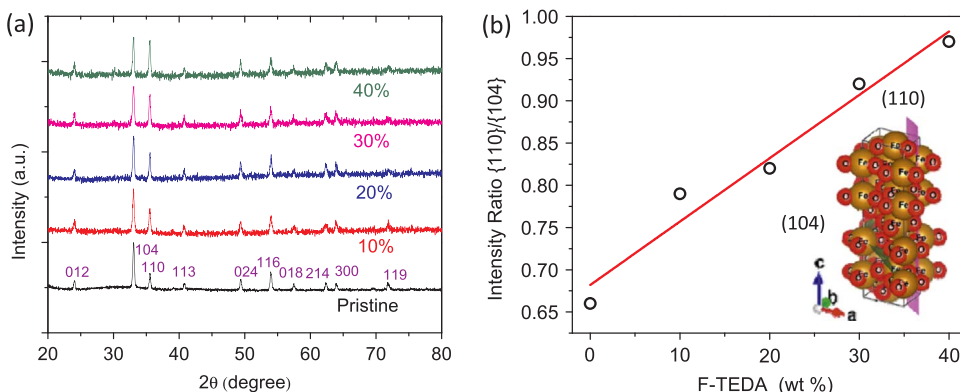 (a)
Intensity (a.u.)
40%
30%
20%
10%
104
012
110
113
024
116
018
214
300
119
Pristine
20 30 40 50 60 70 80
2θ (degree)
(b)
Intensity Ratio {110}/{104}
1.00
0.95
0.90
0.85
0.80
0.75
0.70
0.65
(110)
(104)
Fe
c
b
a
0 10 20 30 40
F-TEDA (wt %)